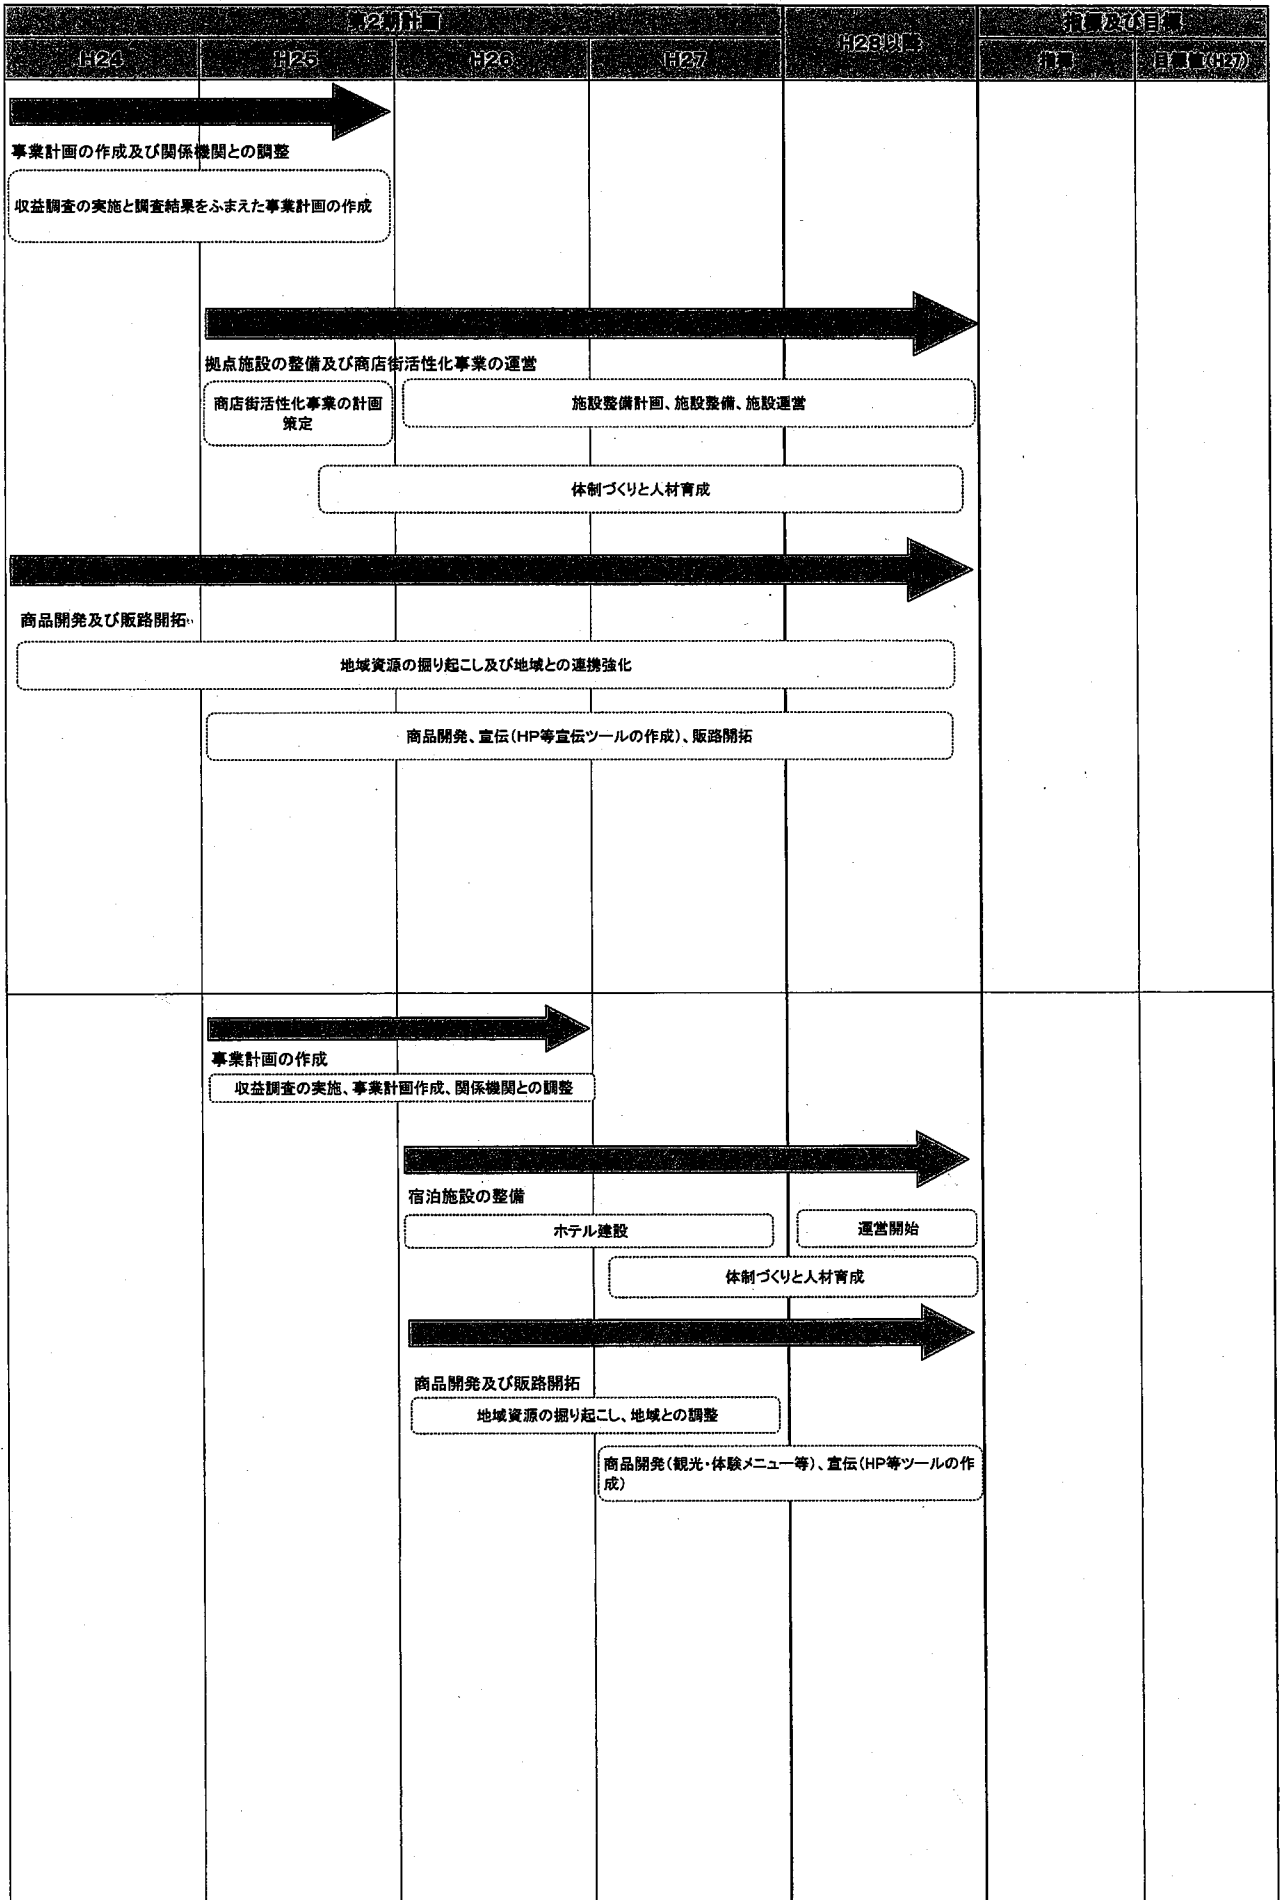 第2期計画
H28以降
指標及び目標
H24
H25
H26
H27
指標
目標値(H27)
事業計画の作成及び関係機関との調整
収益調査の実施と調査結果をふまえた事業計画の作成
拠点施設の整備及び商店街活性化事業の運営
商店街活性化事業の計画
策定
施設整備計画、施設整備、施設運営
体制づくりと人材育成
商品開発及び販路開拓
地域資源の掘り起こし及び地域との連携強化
商品開発、宣伝(HP等宣伝ツールの作成)、販路開拓
事業計画の作成
収益調査の実施、事業計画作成、関係機関との調整
宿泊施設の整備
ホテル建設
運営開始
体制づくりと人材育成
商品開発及び販路開拓
地域資源の掘り起こし、地域との調整
商品開発(観光・体験メニュー等)、宣伝(HP等ツールの作
成)